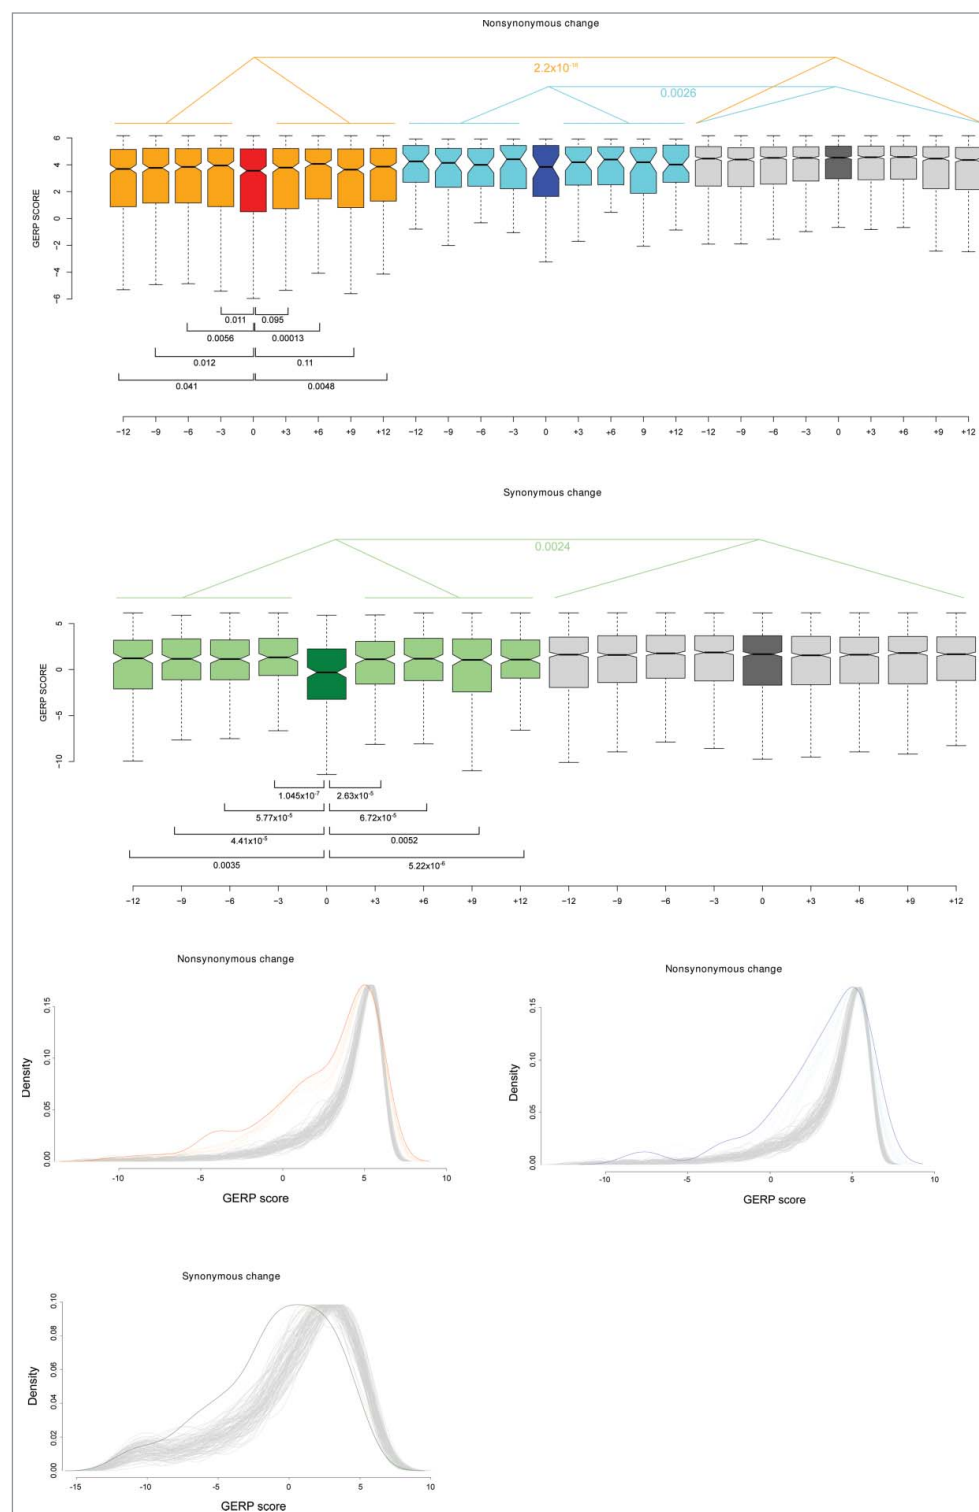 Nonsynonymous change
2.2x10⁻¹⁶
0.0026
GERP SCORE
6
4
2
0
−2
−4
−6
0.011 0.095
0.0056 0.00013
0.012 0.11
0.041 0.0048
−12 −9 −6 −3 0 +3 +6 +9 +12 −12 −9 −6 −3 0 +3 +6 9 +12 −12 −9 −6 −3 0 +3 +6 +9 +12
Synonymous change
0.0024
GERP SCORE
5
0
−5
−10
1.045x10⁻⁷ 2.63x10⁻⁵
5.77x10⁻⁵ 6.72x10⁻⁵
4.41x10⁻⁵ 0.0052
0.0035 5.22x10⁻⁶
−12 −9 −6 −3 0 +3 +6 +9 +12 −12 −9 −6 −3 0 +3 +6 +9 +12
Nonsynonymous change
Density
0.15
0.10
0.05
0.00
-10 -5 0 5 10
GERP score
Nonsynonymous change
Density
0.15
0.10
0.05
0.00
-10 -5 0 5 10
GERP score
Synonymous change
Density
0.10
0.08
0.06
0.04
0.02
0.00
-15 -10 -5 0 5 10
GERP score